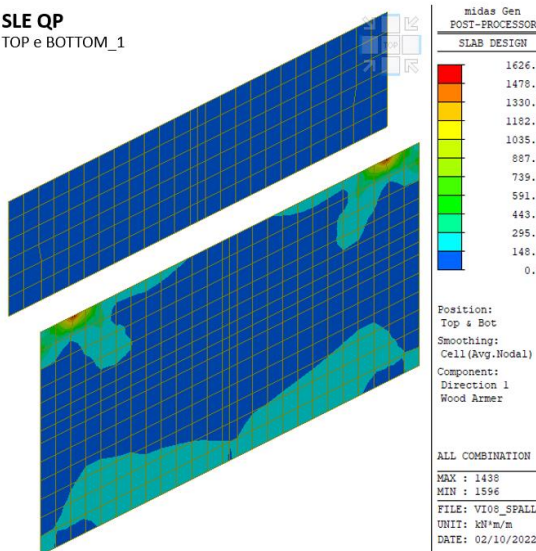 SLE QP
TOP e BOTTOM_1
TOP
midas Gen
POST-PROCESSOR
SLAB DESIGN
1626.
1478.
1330.
1182.
1035.
887.
739.
591.
443.
295.
148.
0.
Position:
Top & Bot
Smoothing:
Cell(Avg.Nodal)
Component:
Direction 1
Wood Armer
ALL COMBINATION
MAX : 1438
MIN : 1596
FILE: VI08_SPALL
UNIT: kN*m/m
DATE: 02/10/2022